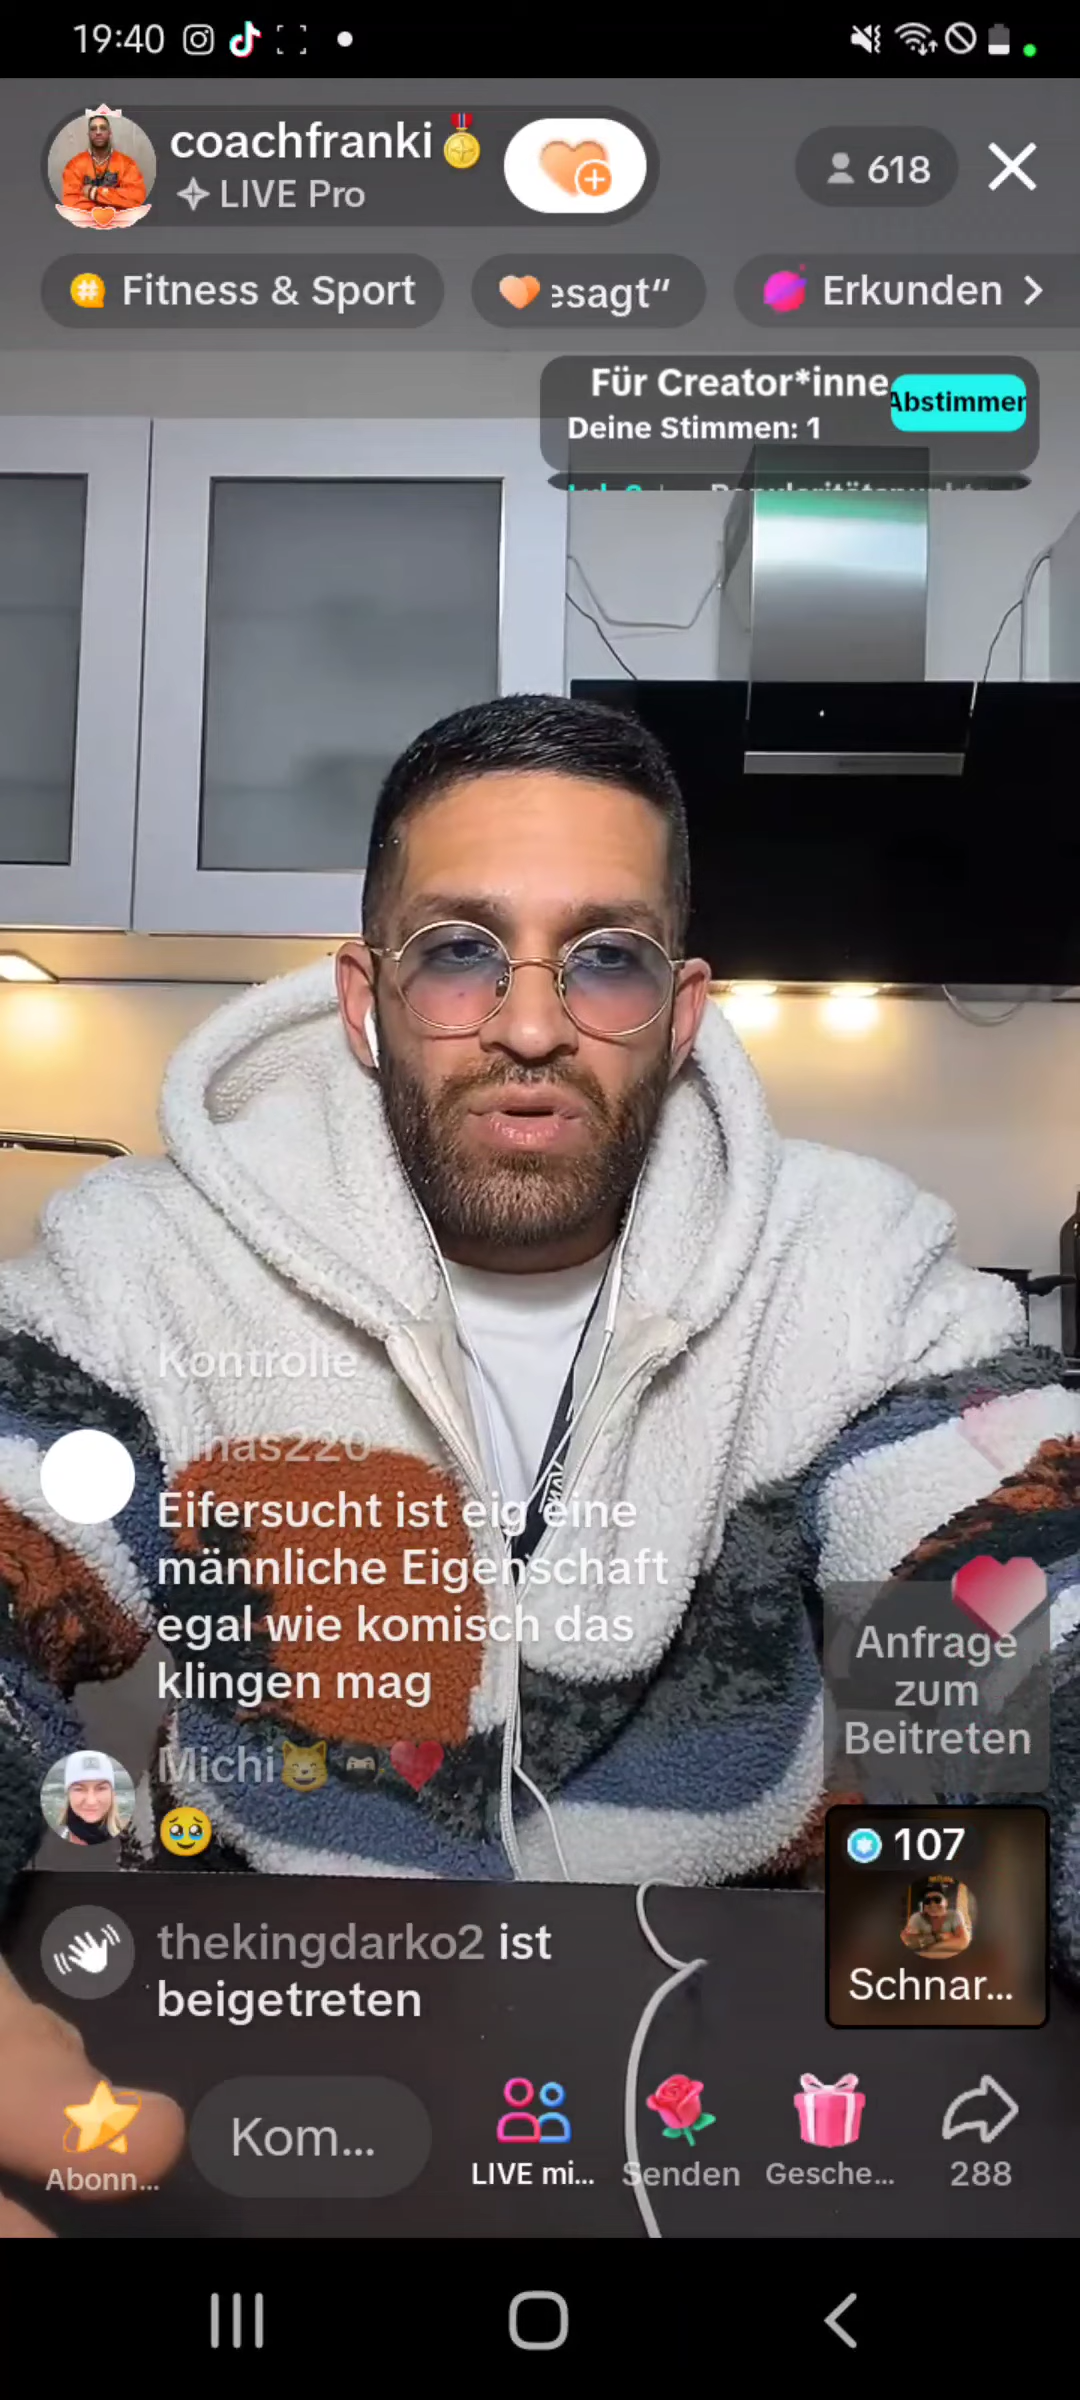 19:40
coachfranki
LIVE Pro
618
Fitness & Sport
esagt“
Erkunden
Für Creator*inne
Abstimmen
Deine Stimmen: 1
Kontrolle
Ninas220
Eifersucht ist eig eine
männliche Eigenschaft
egal wie komisch das
klingen mag
Michi
Anfrage
zum
Beitreten
107
Schnar...
thekingdarko2 ist
beigetreten
Abonn...
Kom...
LIVE mi...
Senden
Gesche...
288